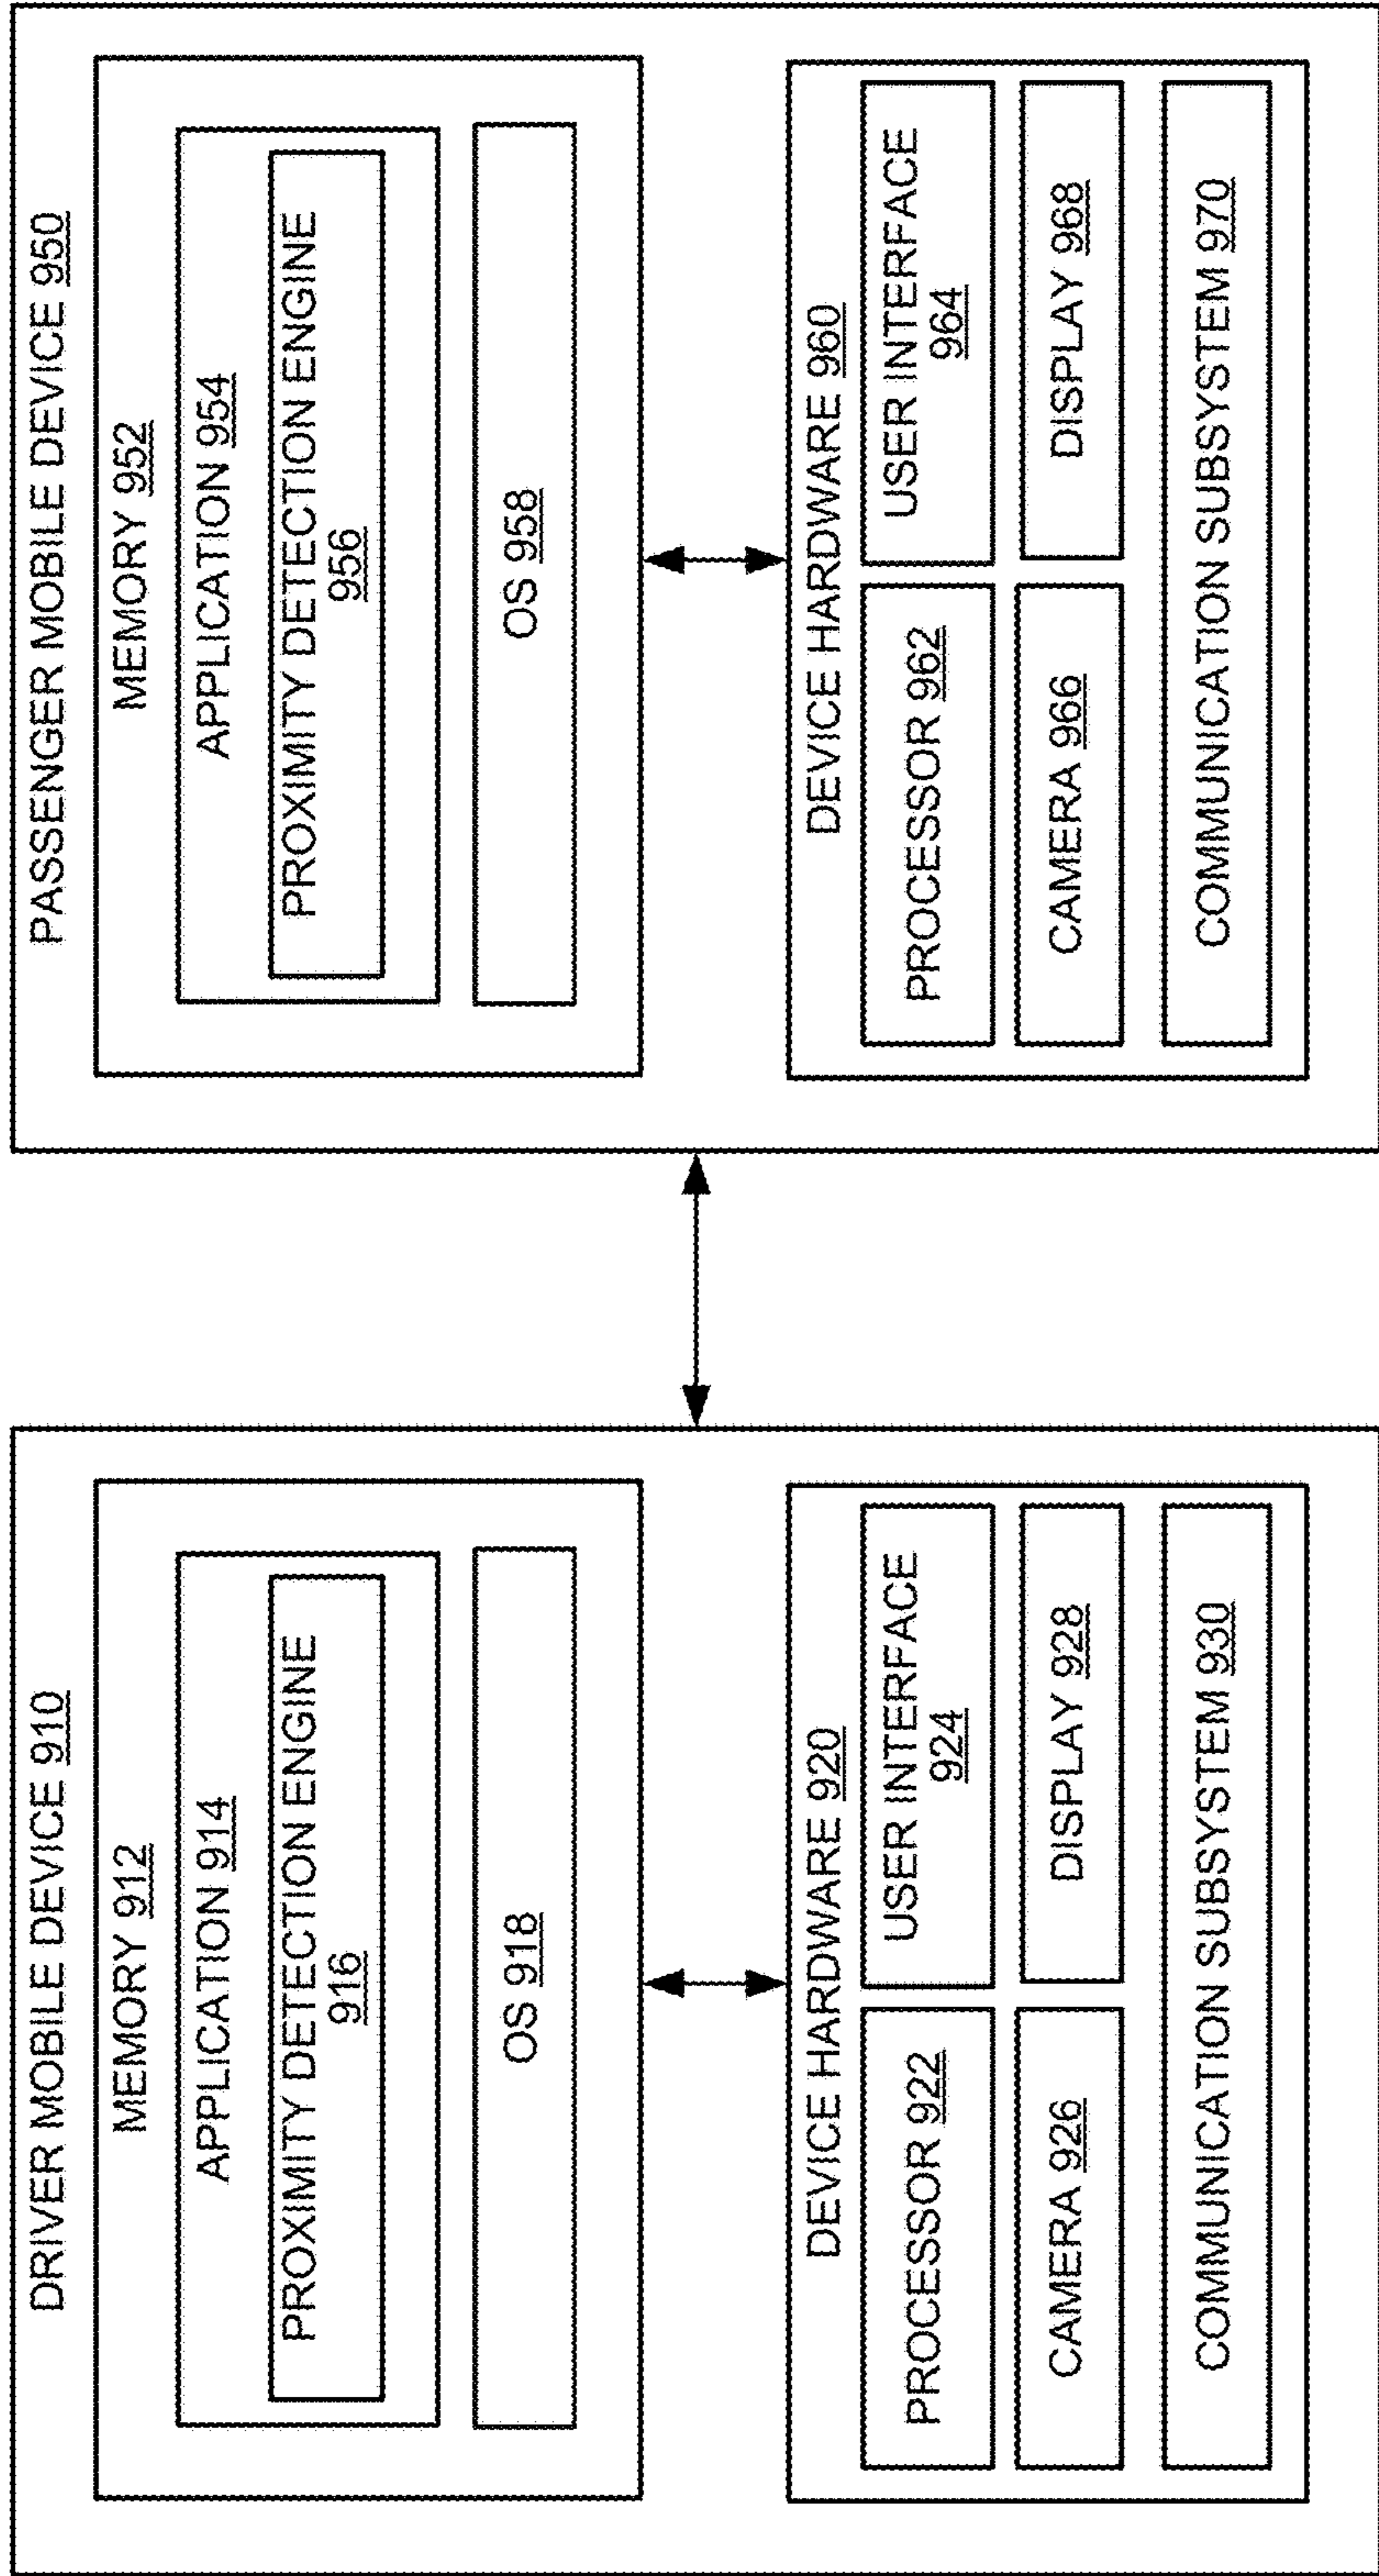 DRIVER MOBILE DEVICE 910
MEMORY 912
APPLICATION 914
PROXIMITY DETECTION ENGINE
916
OS 918
DEVICE HARDWARE 920
PROCESSOR 922
USER INTERFACE
924
CAMERA 926
DISPLAY 928
COMMUNICATION SUBSYSTEM 930
PASSENGER MOBILE DEVICE 950
MEMORY 952
APPLICATION 954
PROXIMITY DETECTION ENGINE
956
OS 958
DEVICE HARDWARE 960
PROCESSOR 962
USER INTERFACE
964
CAMERA 966
DISPLAY 968
COMMUNICATION SUBSYSTEM 970